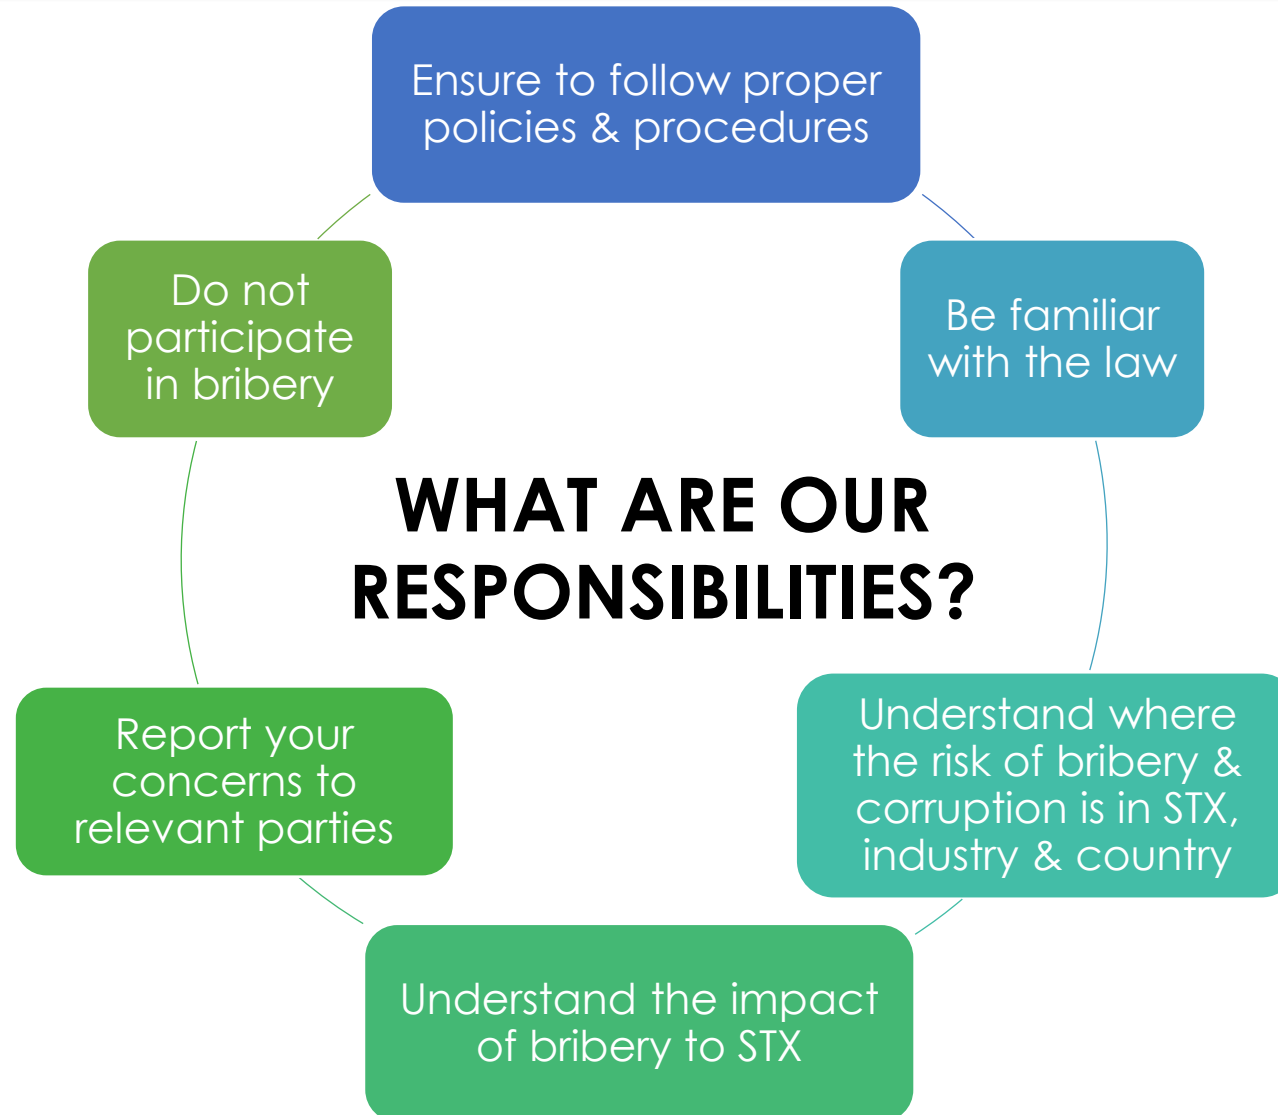 Ensure to follow proper
policies & procedures
Be familiar
with the law
Understand where
the risk of bribery &
corruption is in STX,
industry & country
Understand the impact
of bribery to STX
Report your
concerns to
relevant parties
Do not
participate
in bribery
WHAT ARE OUR
RESPONSIBILITIES?